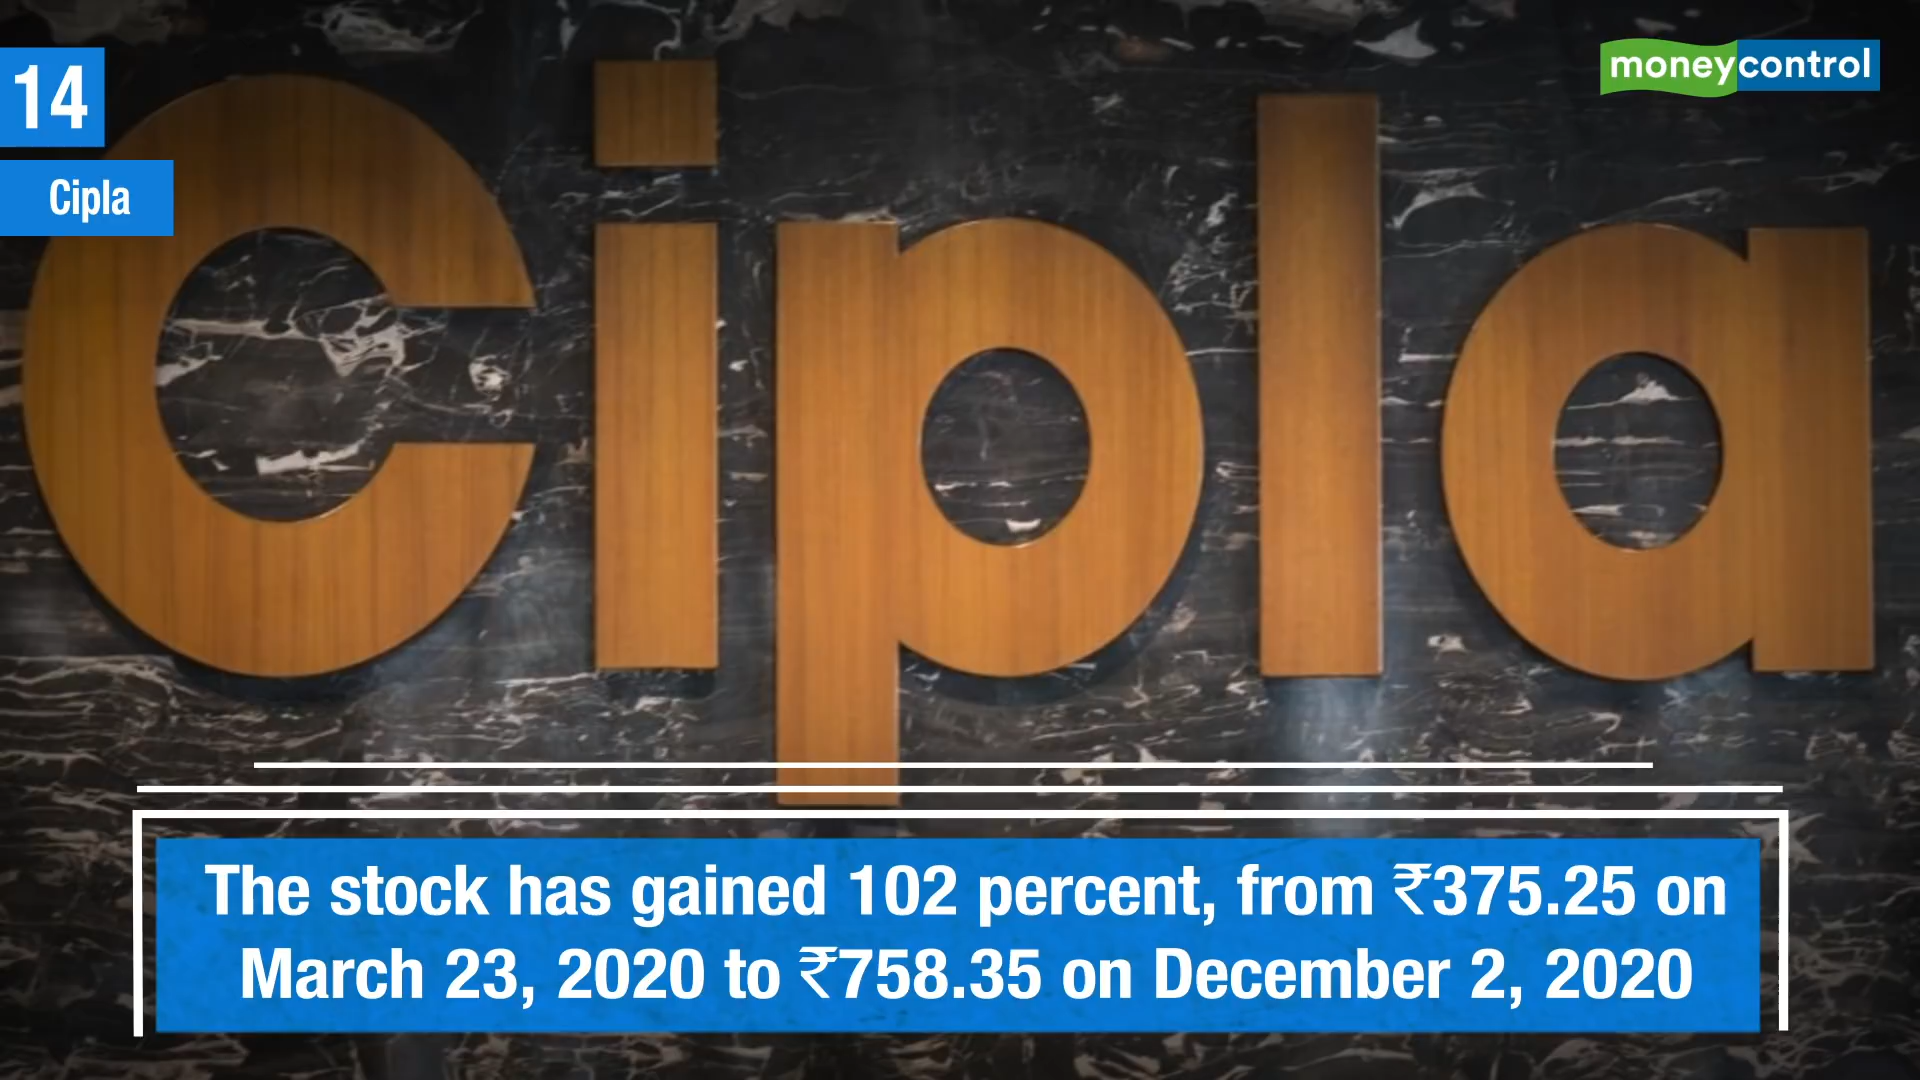 14
moneycontrol
Cipla
Cipla
The stock has gained 102 percent, from ₹375.25 on
March 23, 2020 to ₹758.35 on December 2, 2020